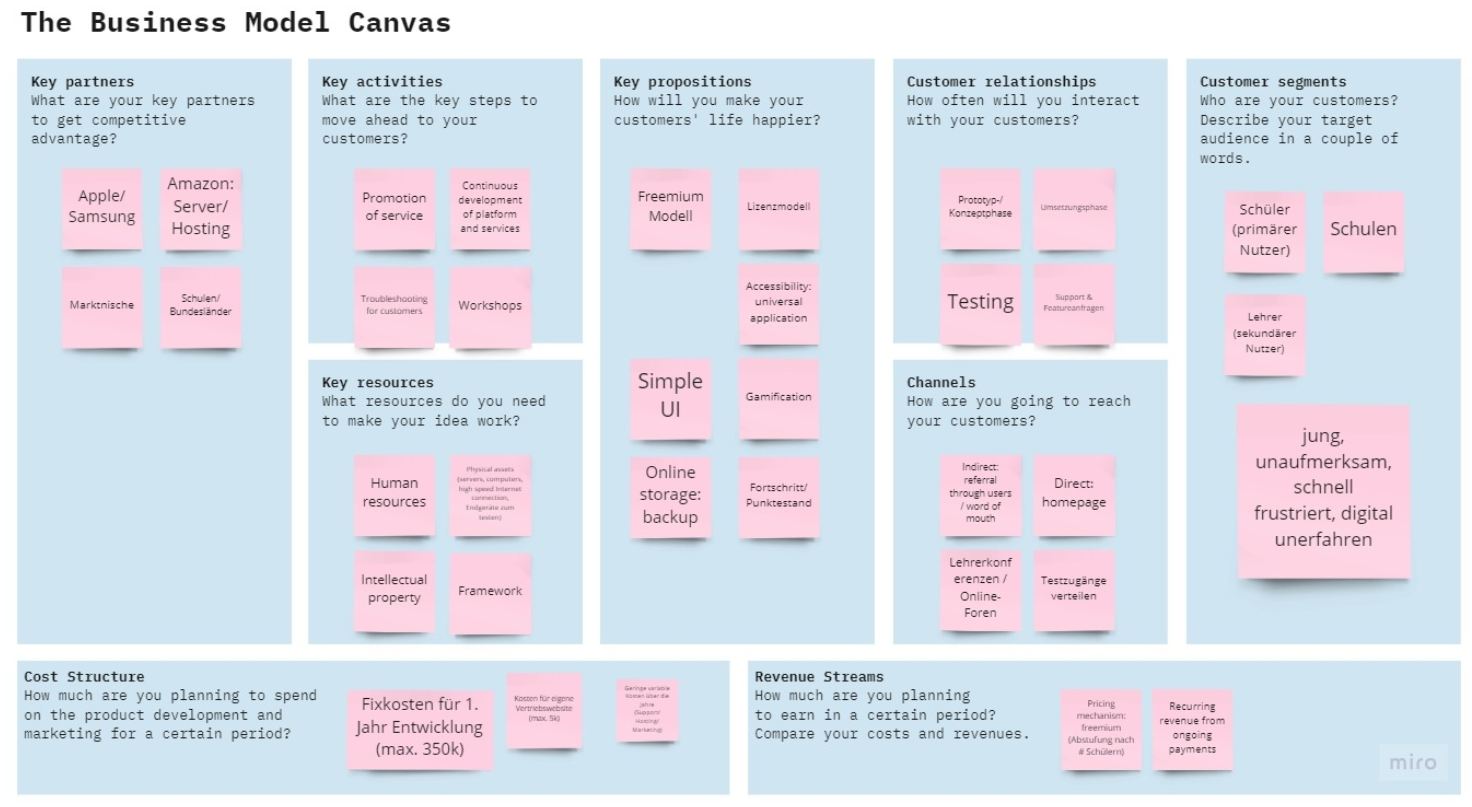 The Business Model Canvas
Key partners
What are your key partners
to get competitive
advantage?
Apple/
Samsung
Amazon:
Server/
Hosting
Marktnische
Schulen/
Bundesländer
Key activities
What are the key steps to
move ahead to your
customers?
Promotion
of service
Continuous
development
of platform
and services
Troubleshooting
for customers
Workshops
Key resources
What resources do you need
to make your idea work?
Human
resources
Physical assets
(servers, computers,
high speed Internet
connection,
Endgeräte zum
testen)
Intellectual
property
Framework
Key propositions
How will you make your
customers' life happier?
Freemium
Modell
Lizenzmodell
Accessibility:
universal
application
Simple
UI
Gamification
Online
storage:
backup
Fortschritt/
Punktestand
Customer relationships
How often will you interact
with your customers?
Prototyp-/
Konzeptphase
Umsetzungsphase
Testing
Support &
Featureanfragen
Channels
How are you going to reach
your customers?
Indirect:
referral
through users
/ word of
mouth
Direct:
homepage
Lehrerkonf
erenzen /
Online-
Foren
Testzugänge
verteilen
Customer segments
Who are your customers?
Describe your target
audience in a couple of
words.
Schüler
(primärer
Nutzer)
Schulen
Lehrer
(sekundärer
Nutzer)
jung,
unaufmerksam,
schnell
frustriert, digital
unerfahren
Cost Structure
How much are you planning to spend
on the product development and
marketing for a certain period?
Fixkosten für 1.
Jahr Entwicklung
(max. 350k)
Kosten für eigene
Vertriebswebsite
(max. 5k)
Geringe variable
Kosten über die
Jahre
(Support/
Hosting/
Marketing)
Revenue Streams
How much are you planning
to earn in a certain period?
Compare your costs and revenues.
Pricing
mechanism:
freemium
(Abstufung nach
# Schülern)
Recurring
revenue from
ongoing
payments
miro